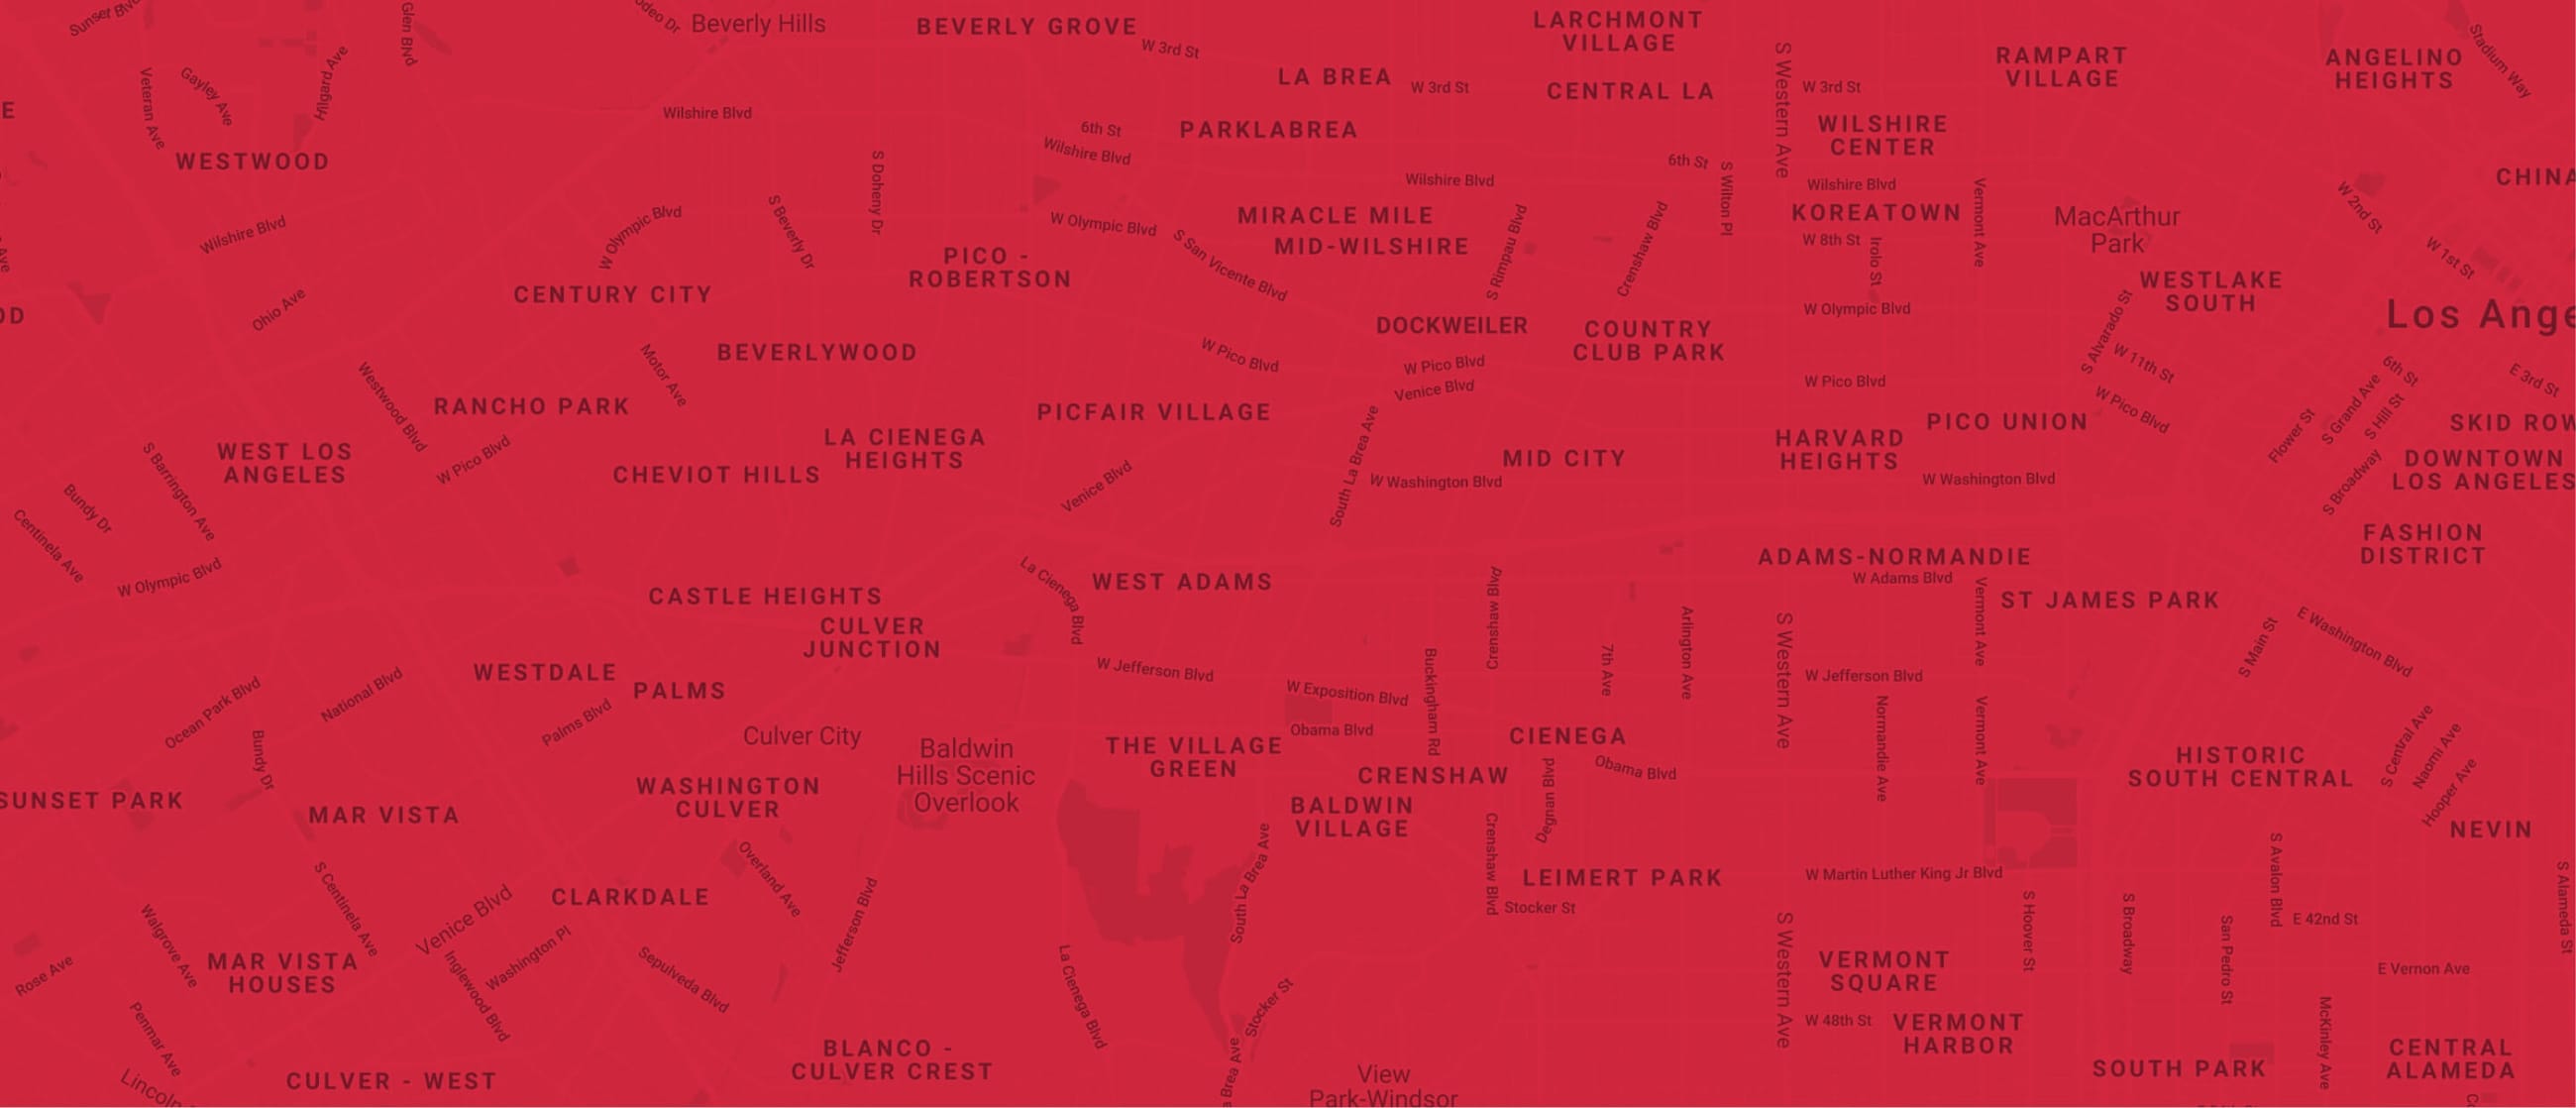 Beverly Hills
BEVERLY GROVE
W 3rd St
LARCHMONT
VILLAGE
LA BREA
W 3rd St
CENTRAL LA
S Western Ave
W 3rd St
RAMPART
VILLAGE
ANGELINO
HEIGHTS
Stadium Way
Veteran Ave
Gayley Ave
Hilgard Ave
Glen Blvd
WESTWOOD
Wilshire Blvd
Wilshire Blvd
S Doheny Dr
6th St
Wilshire Blvd
PARKLABREA
Wilshire Blvd
6th St
S Wilton Pl
WILSHIRE
CENTER
Wilshire Blvd
KOREATOWN
Vermont Ave
W 8th St
Irolo St
MacArthur
Park
W 2nd St
W 1st St
WESTLAKE
SOUTH
W Olympic Blvd
S Beverly Dr
PICO -
ROBERTSON
W Olympic Blvd
S San Vicente Blvd
MIRACLE MILE
MID-WILSHIRE
S Rimpau Blvd
Crenshaw Blvd
Ohio Ave
CENTURY CITY
BEVERLYWOOD
Motor Ave
W Pico Blvd
DOCKWEILER
W Pico Blvd
Venice Blvd
COUNTRY
CLUB PARK
W Olympic Blvd
W Pico Blvd
S Alvarado St
W 11th St
W Pico Blvd
6th St
E 3rd St
S Grand Ave
S Hill St
Flower St
S Broadway
Westwood Blvd
RANCHO PARK
W Pico Blvd
WEST LOS
ANGELES
S Barrington Ave
Bundy Dr
Centinela Ave
W Olympic Blvd
CHEVIOT HILLS
LA CIENEGA
HEIGHTS
PICFAIR VILLAGE
Venice Blvd
South La Brea Ave
W Washington Blvd
MID CITY
HARVARD
HEIGHTS
PICO UNION
W Washington Blvd
SKID ROW
DOWNTOWN
LOS ANGELES
FASHION
DISTRICT
CASTLE HEIGHTS
CULVER
JUNCTION
La Cienega Blvd
WEST ADAMS
W Jefferson Blvd
Crenshaw Blvd
7th Ave
Arlington Ave
S Western Ave
ADAMS-NORMANDIE
W Adams Blvd
Vermont Ave
ST JAMES PARK
S Main St
E Washington Blvd
WESTDALE
PALMS
Palms Blvd
National Blvd
Ocean Park Blvd
Bundy Dr
Culver City
Baldwin
Hills Scenic
Overlook
THE VILLAGE
GREEN
W Exposition Blvd
Obama Blvd
Buckingham Rd
CIENEGA
Obama Blvd
CRENSHAW
BALDWIN
VILLAGE
Degnan Blvd
W Jefferson Blvd
Normandie Ave
Vermont Ave
HISTORIC
SOUTH CENTRAL
S Central Ave
Naomi Ave
Hooper Ave
NEVIN
SUNSET PARK
MAR VISTA
WASHINGTON
CULVER
Overland Ave
Jefferson Blvd
South La Brea Ave
Crenshaw Blvd
LEIMERT PARK
Stocker St
W Martin Luther King Jr Blvd
S Hoover St
S Broadway
San Pedro St
S Avalon Blvd
E 42nd St
S Alameda St
E Vernon Ave
S Centinela Ave
Venice Blvd
CLARKDALE
Washington Pl
Inglewood Blvd
Sepulveda Blvd
Walgrove Ave
Rose Ave
Penmar Ave
MAR VISTA
HOUSES
CULVER - WEST
BLANCO -
CULVER CREST
La Cienega Blvd
Stocker St
Brea Ave
View
Park-Windsor
S Western Ave
VERMONT
SQUARE
W 48th St
VERMONT
HARBOR
SOUTH PARK
McKinley Ave
CENTRAL
ALAMEDA